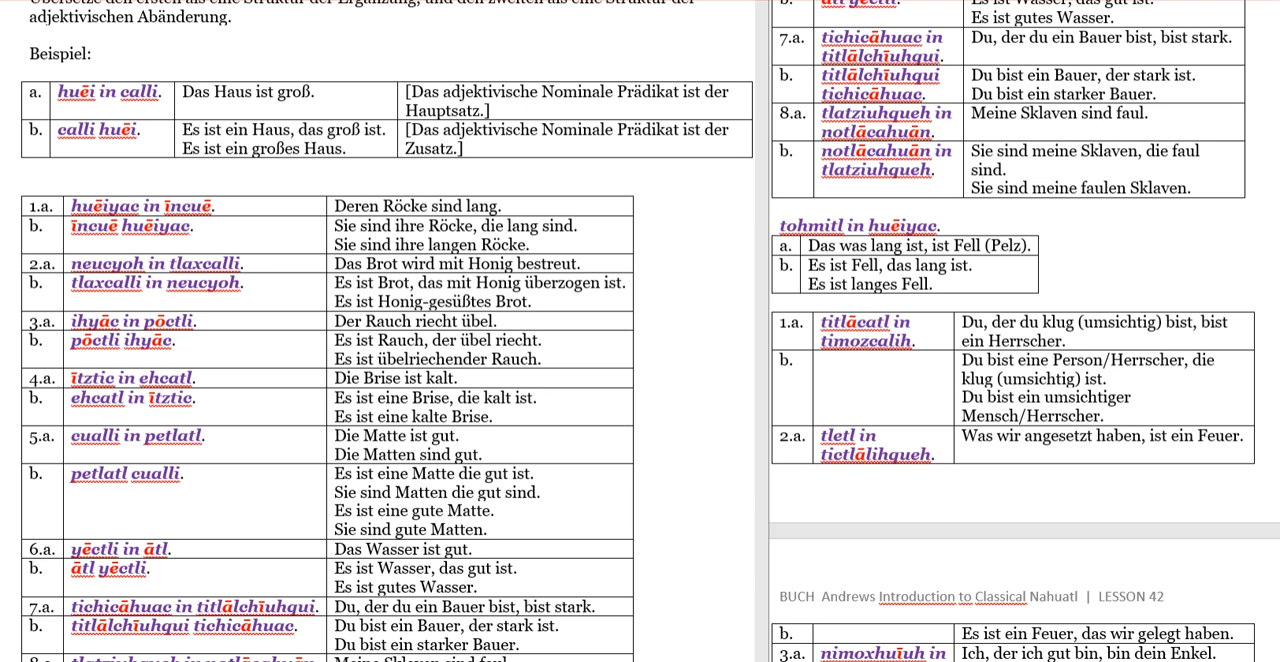 adjektivischen Abänderung.
Beispiel:
a. huēi in calli. Das Haus ist groß. [Das adjektivische Nominale Prädikat ist der
Hauptsatz.]
b. calli huēi. Es ist ein Haus, das groß ist. [Das adjektivische Nominale Prädikat ist der
Es ist ein großes Haus. Zusatz.]
1.a. huēiyac in īncuē. Deren Röcke sind lang.
b. īncuē huēiyac. Sie sind ihre Röcke, die lang sind.
Sie sind ihre langen Röcke.
2.a. neucyoh in tlaxcalli. Das Brot wird mit Honig bestreut.
b. tlaxcalli in neucyoh. Es ist Brot, das mit Honig überzogen ist.
Es ist Honig-gesüßtes Brot.
3.a. ihyāc in pōctli. Der Rauch riecht übel.
b. pōctli ihyāc. Es ist Rauch, der übel riecht.
Es ist übelriechender Rauch.
4.a. ītztic in ehcatl. Die Brise ist kalt.
b. ehcatl in ītztic. Es ist eine Brise, die kalt ist.
Es ist eine kalte Brise.
5.a. cualli in petlatl. Die Matte ist gut.
Die Matten sind gut.
b. petlatl cualli. Es ist eine Matte die gut ist.
Sie sind Matten die gut sind.
Es ist eine gute Matte.
Sie sind gute Matten.
6.a. yēctli in ātl. Das Wasser ist gut.
b. ātl yēctli. Es ist Wasser, das gut ist.
Es ist gutes Wasser.
7.a. tichicāhuac in titlālchīuhqui. Du, der du ein Bauer bist, bist stark.
b. titlālchīuhqui tichicāhuac. Du bist ein Bauer, der stark ist.
Du bist ein starker Bauer.
Es ist gutes Wasser.
7.a. tichicāhuac in Du, der du ein Bauer bist, bist stark.
titlālchīuhqui.
b. titlālchīuhqui Du bist ein Bauer, der stark ist.
tichicāhuac. Du bist ein starker Bauer.
8.a. tlatziuhqueh in Meine Sklaven sind faul.
notlācahuān.
b. notlācahuān in Sie sind meine Sklaven, die faul
tlatziuhqueh. sind.
Sie sind meine faulen Sklaven.
tohmitl in huēiyac.
a. Das was lang ist, ist Fell (Pelz).
b. Es ist Fell, das lang ist.
Es ist langes Fell.
1.a. titlācatl in Du, der du klug (umsichtig) bist, bist
timozcalih. ein Herrscher.
b. Du bist eine Person/Herrscher, die
klug (umsichtig) ist.
Du bist ein umsichtiger
Mensch/Herrscher.
2.a. tletl in Was wir angesetzt haben, ist ein Feuer.
tictlālihqueh.
BUCH Andrews Introduction to Classical Nahuatl | LESSON 42
b. Es ist ein Feuer, das wir gelegt haben.
3.a. nimoxhuīuh in Ich, der ich gut bin, bin dein Enkel.